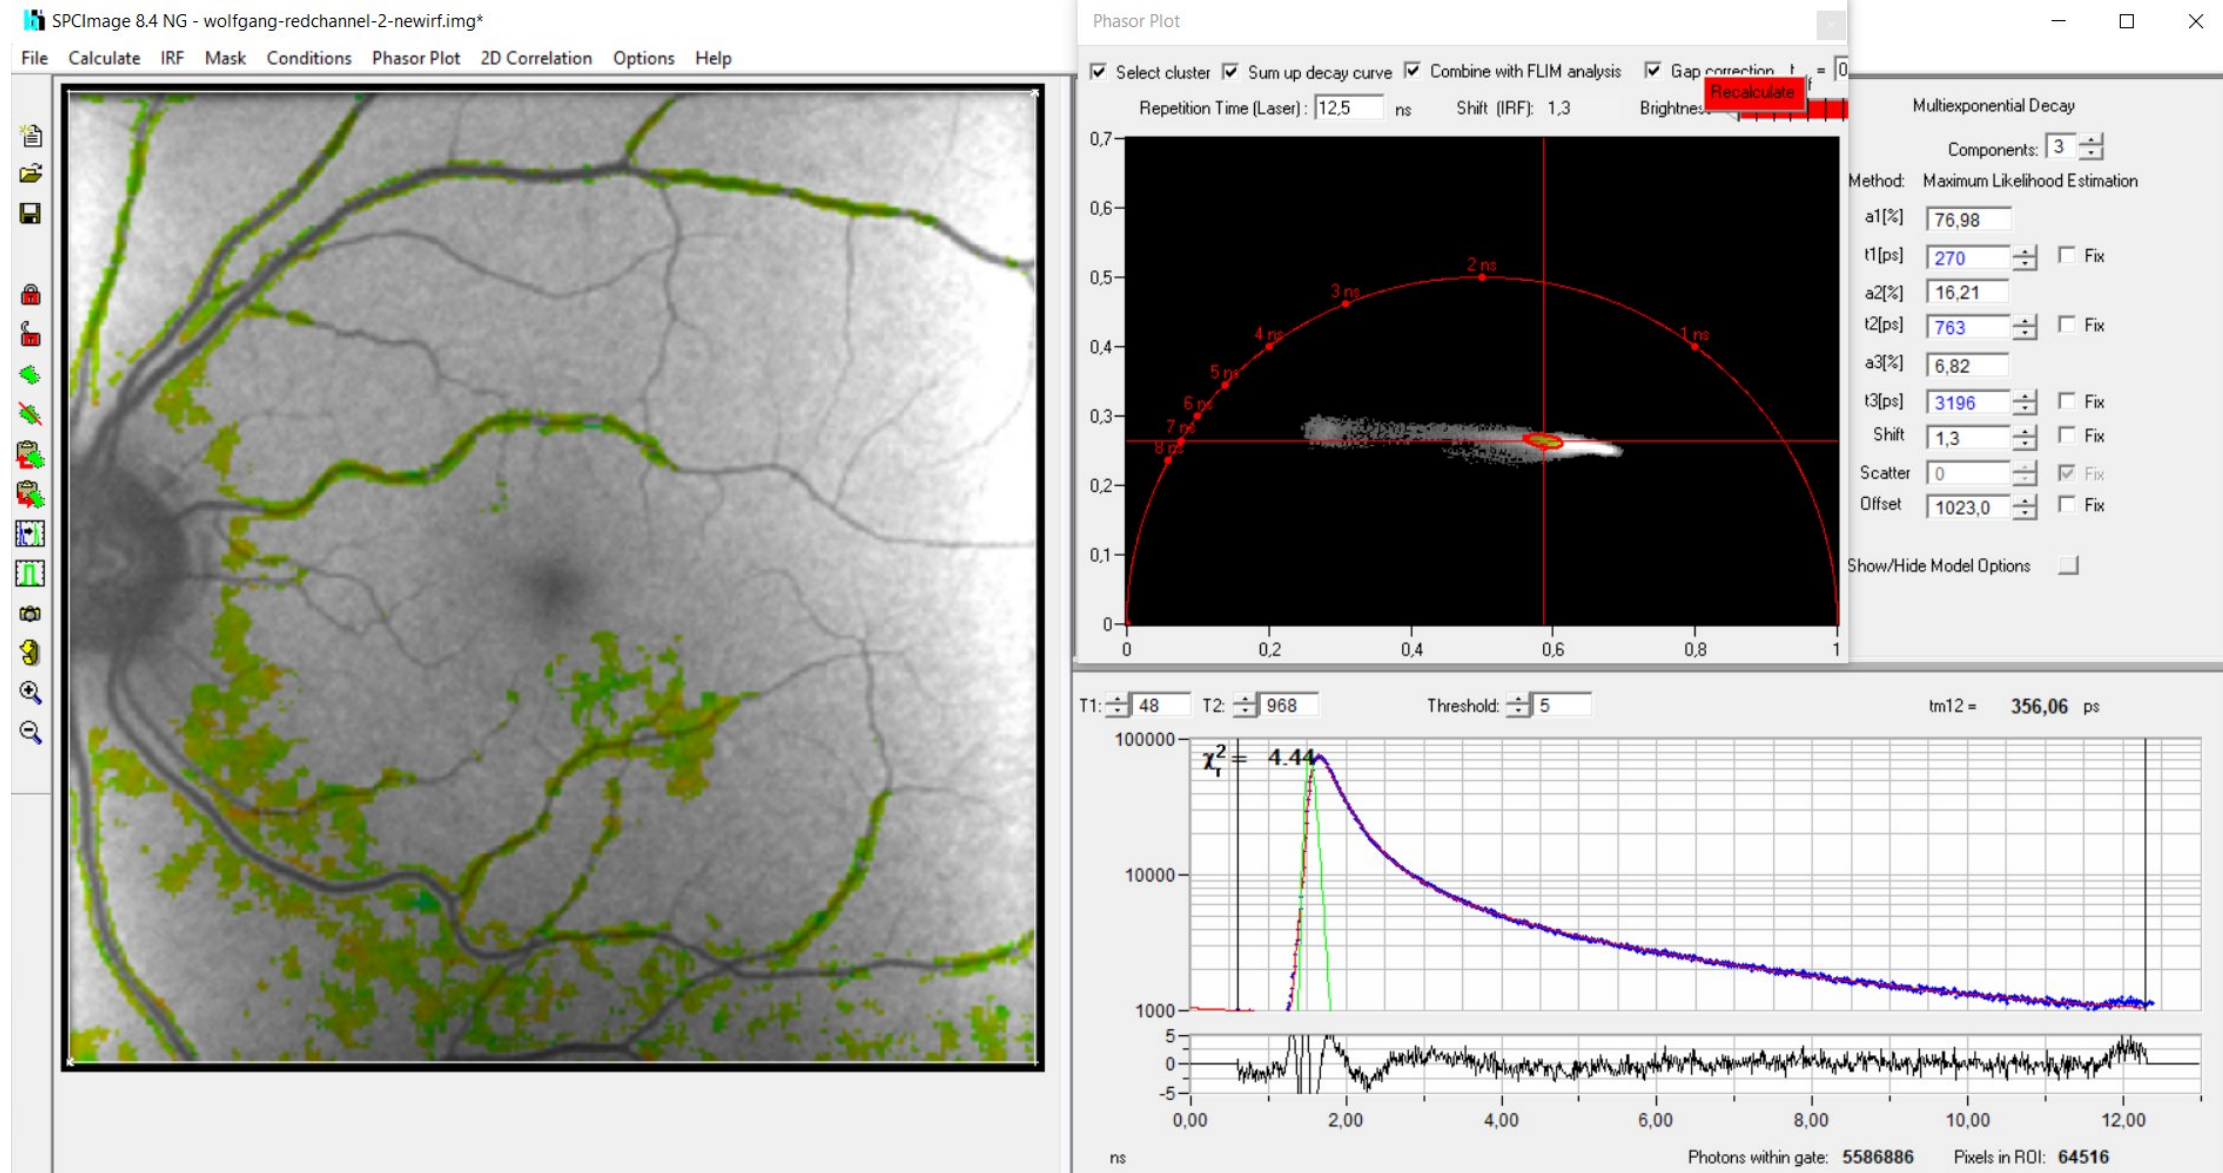 SPCImage 8.4 NG - wolfgang-redchannel-2-newirf.img*
File Calculate IRF Mask Conditions Phasor Plot 2D Correlation Options Help
Phasor Plot
Select cluster Sum up decay curve Combine with FLIM analysis Gap correction = 0
Recalculate
Repetition Time (Laser) : 12,5 ns Shift (IRF): 1,3
0,7
0,6
0,5
0,4
0,3
0,2
0,1
0
1 ns
2 ns
3 ns
4 ns
5 ns
6 ns
7 ns
8 ns
0 0,2 0,4 0,6 0,8 1
Multiexponential Decay
Components: 3
Method: Maximum Likelihood Estimation
a1[%] 76,98
t1[ps] 270 Fix
a2[%] 16,21
t2[ps] 763 Fix
a3[%] 6,82
t3[ps] 3196 Fix
Shift 1,3 Fix
Scatter 0 Fix
Offset 1023,0 Fix
Show/Hide Model Options
T1: 48 T2: 968 Threshold: 5 tm12 = 356,06 ps
χ²r = 4.44
100000
10000
1000
5
0
-5
0,00 2,00 4,00 6,00 8,00 10,00 12,00
ns Photons within gate: 5586886 Pixels in ROI: 64516